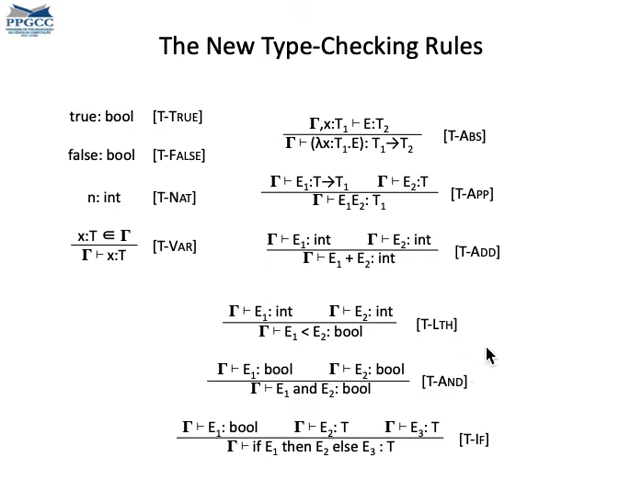 PPGCC
The New Type-Checking Rules
true: bool [T-TRUE]
false: bool [T-FALSE]
n: int [T-NAT]
x:T ∈ Γ
Γ ⊢ x:T
[T-VAR]
Γ,x:T₁ ⊢ E:T₂
Γ ⊢ (λx:T₁.E): T₁→T₂
[T-ABS]
Γ ⊢ E₁:T→T₁ Γ ⊢ E₂:T
Γ ⊢ E₁E₂: T₁
[T-APP]
Γ ⊢ E₁: int Γ ⊢ E₂: int
Γ ⊢ E₁ + E₂: int
[T-ADD]
Γ ⊢ E₁: int Γ ⊢ E₂: int
Γ ⊢ E₁ < E₂: bool
[T-LTH]
Γ ⊢ E₁: bool Γ ⊢ E₂: bool
Γ ⊢ E₁ and E₂: bool
[T-AND]
Γ ⊢ E₁: bool Γ ⊢ E₂: T Γ ⊢ E₃: T
Γ ⊢ if E₁ then E₂ else E₃ : T
[T-IF]